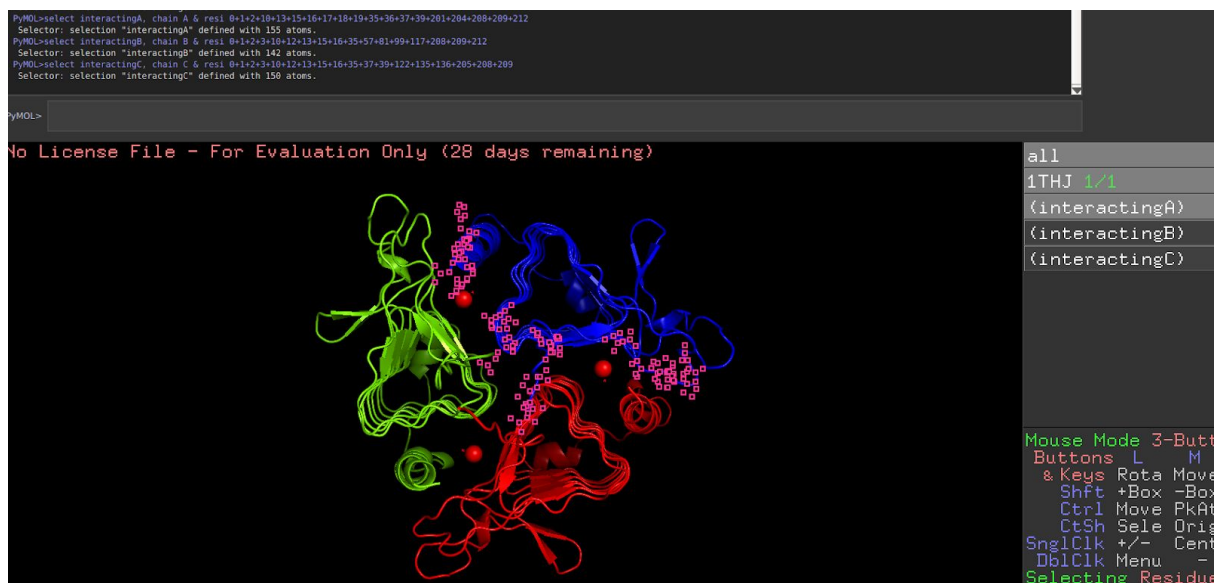 PyMOL>select interactingA, chain A & resi 0+1+2+10+13+15+16+17+18+19+35+36+37+39+201+204+208+209+212
Selector: selection "interactingA" defined with 155 atoms.
PyMOL>select interactingB, chain B & resi 0+1+2+3+10+12+13+15+16+35+57+81+99+117+208+209+212
Selector: selection "interactingB" defined with 142 atoms.
PyMOL>select interactingC, chain C & resi 0+1+2+3+10+12+13+15+16+35+37+39+122+135+136+205+208+209
Selector: selection "interactingC" defined with 150 atoms.
PyMOL>
No License File - For Evaluation Only (28 days remaining)
all
1THJ 1/1
(interactingA)
(interactingB)
(interactingC)
Mouse Mode 3-Butt
Buttons L M
& Keys Rota Move
Shft +Box -Box
Ctrl Move PkAt
CtSh Sele Orig
SnglClk +/- Cent
DblClk Menu -
Selecting Residue